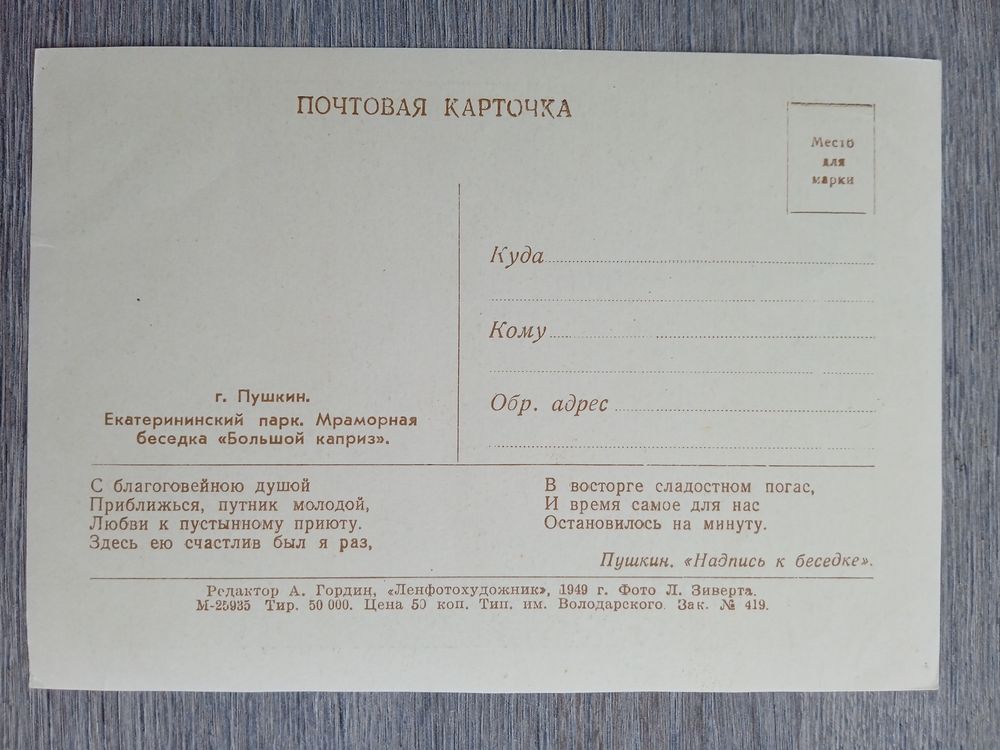 ПОЧТОВАЯ КАРТОЧКА
Место
для
марки
Куда
Кому
Обр. адрес
г. Пушкин.
Екатерининский парк. Мраморная
беседка «Большой каприз».
С благоговейною душой
Приближься, путник молодой,
Любви к пустынному приюту.
Здесь ею счастлив был я раз,
В восторге сладостном погас,
И время самое для нас
Остановилось на минуту.
Пушкин. «Надпись к беседке».
Редактор А. Гордин, «Ленфотохудожник», 1949 г. Фото Л. Зиверта.
М-25935 Тир. 50 000. Цена 50 коп. Тип. им. Володарского. Зак. № 419.